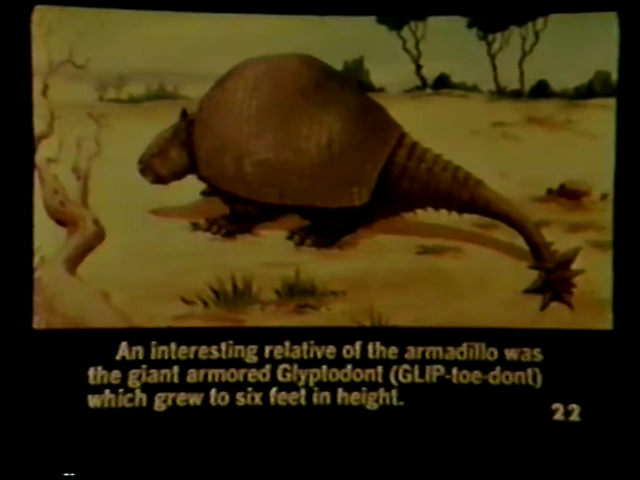 An interesting relative of the armadillo was
the giant armored Glyptodont (GLIP-toe-dont)
which grew to six feet in height.
22